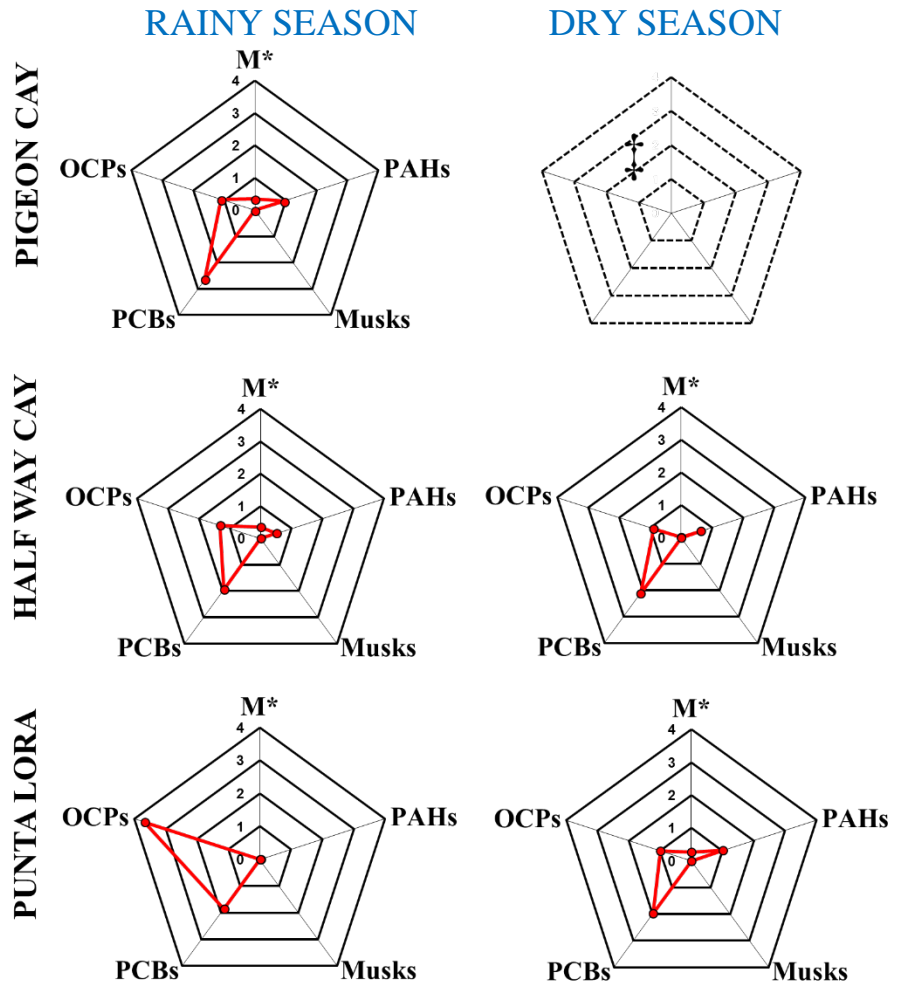 RAINY SEASON
DRY SEASON
PIGEON CAY
M*
4
3
2
1
0
OCPs
PAHs
PCBs
Musks
‡
HALF WAY CAY
M*
4
3
2
1
0
OCPs
PAHs
PCBs
Musks
M*
4
3
2
1
0
OCPs
PAHs
PCBs
Musks
PUNTA LORA
M*
4
3
2
1
0
OCPs
PAHs
PCBs
Musks
M*
4
3
2
1
0
OCPs
PAHs
PCBs
Musks